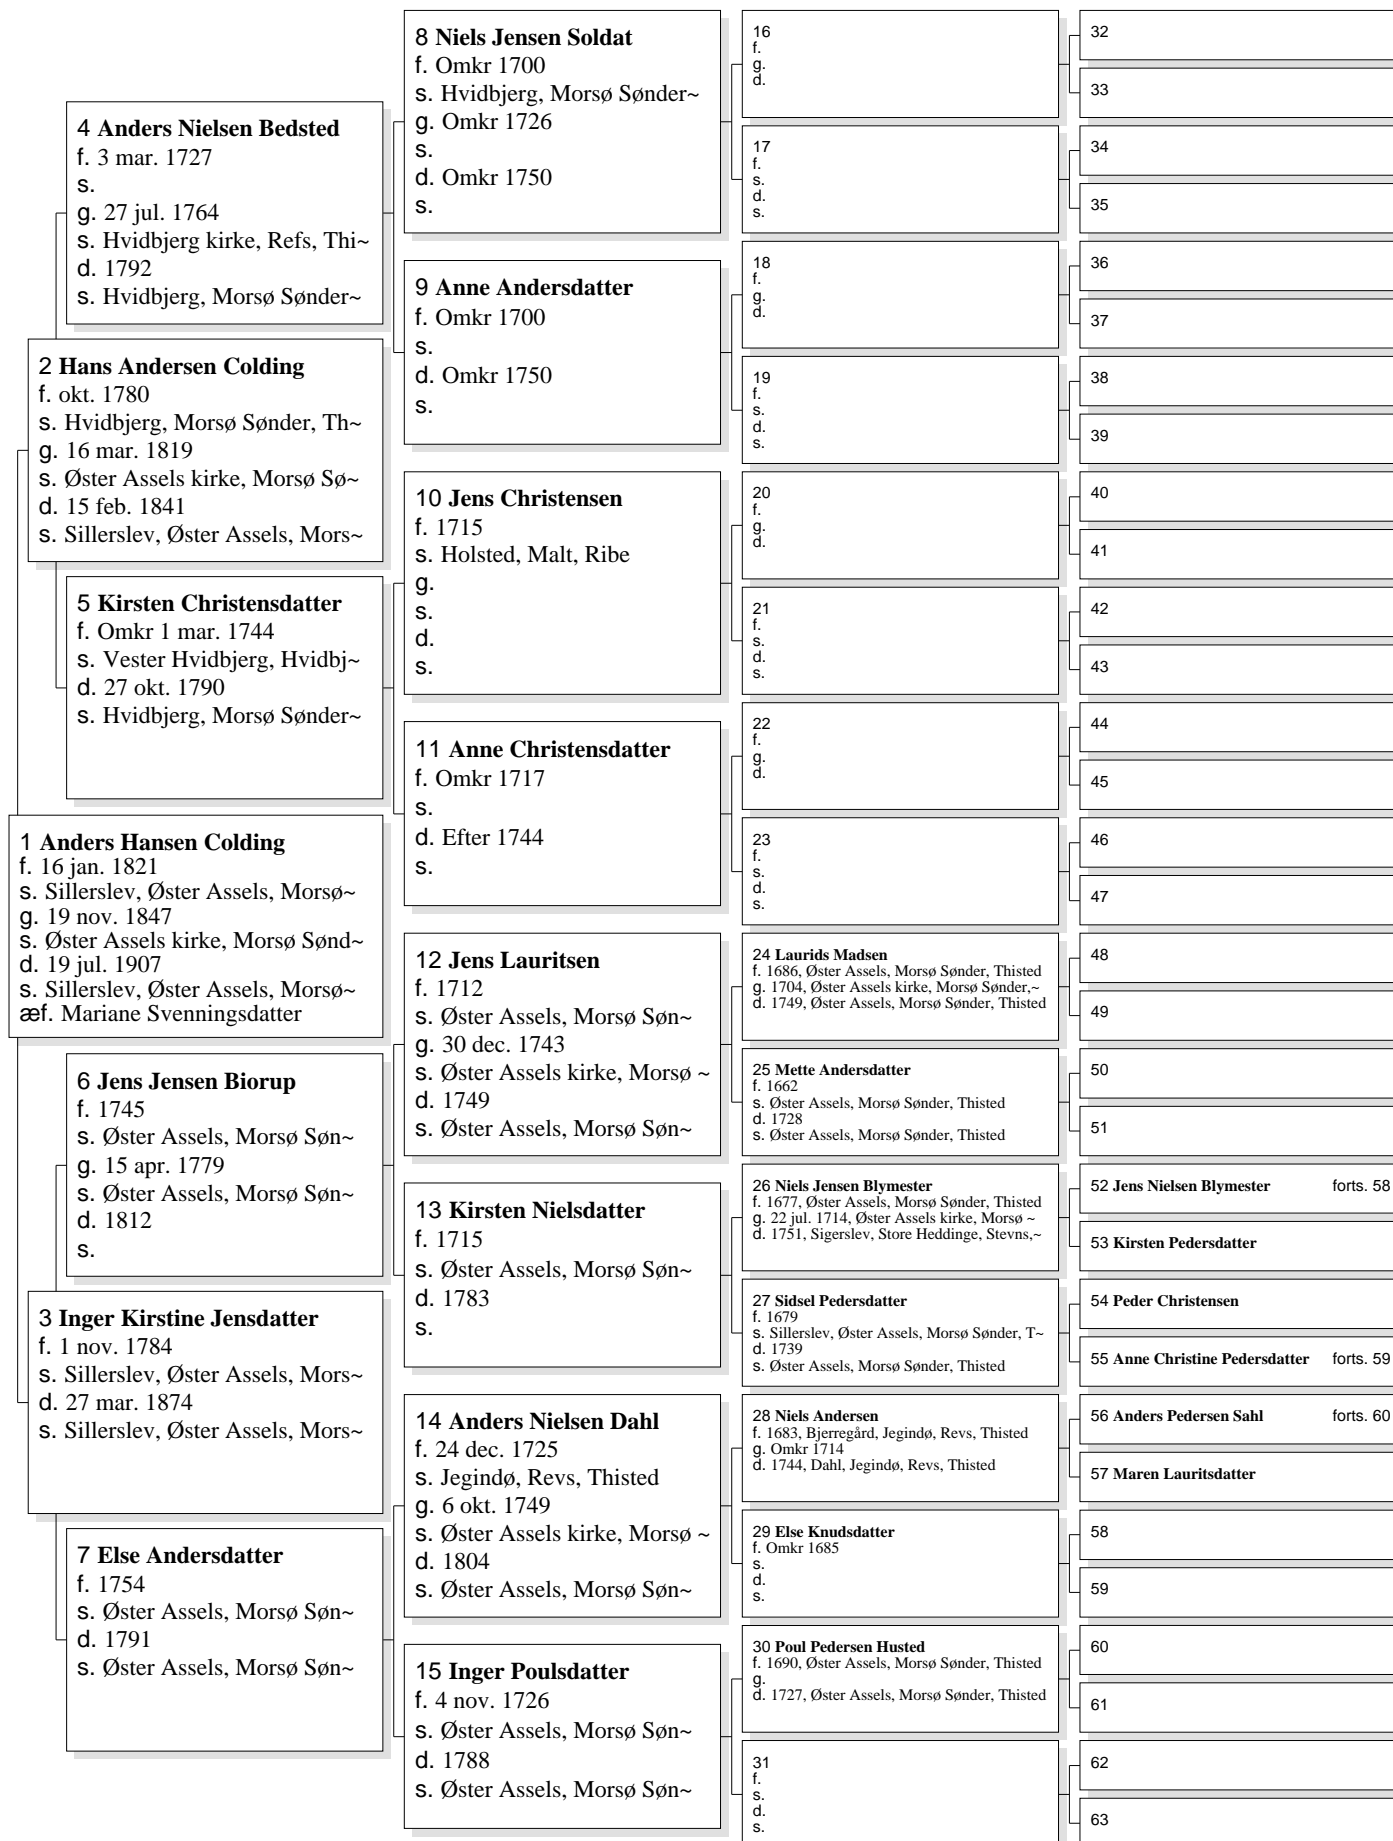 8 Niels Jensen Soldat
f. Omkr 1700
s. Hvidbjerg, Morsø Sønder~
g. Omkr 1726
s.
d. Omkr 1750
s.
4 Anders Nielsen Bedsted
f. 3 mar. 1727
s.
g. 27 jul. 1764
s. Hvidbjerg kirke, Refs, Thi~
d. 1792
s. Hvidbjerg, Morsø Sønder~
9 Anne Andersdatter
f. Omkr 1700
s.
d. Omkr 1750
s.
2 Hans Andersen Colding
f. okt. 1780
s. Hvidbjerg, Morsø Sønder, Th~
g. 16 mar. 1819
s. Øster Assels kirke, Morsø Sø~
d. 15 feb. 1841
s. Sillerslev, Øster Assels, Mors~
10 Jens Christensen
f. 1715
s. Holsted, Malt, Ribe
g.
s.
d.
s.
5 Kirsten Christensdatter
f. Omkr 1 mar. 1744
s. Vester Hvidbjerg, Hvidbj~
d. 27 okt. 1790
s. Hvidbjerg, Morsø Sønder~
11 Anne Christensdatter
f. Omkr 1717
s.
d. Efter 1744
s.
1 Anders Hansen Colding
f. 16 jan. 1821
s. Sillerslev, Øster Assels, Morsø~
g. 19 nov. 1847
s. Øster Assels kirke, Morsø Sønd~
d. 19 jul. 1907
s. Sillerslev, Øster Assels, Morsø~
æf. Mariane Svenningsdatter
12 Jens Lauritsen
f. 1712
s. Øster Assels, Morsø Søn~
g. 30 dec. 1743
s. Øster Assels kirke, Morsø ~
d. 1749
s. Øster Assels, Morsø Søn~
6 Jens Jensen Biorup
f. 1745
s. Øster Assels, Morsø Søn~
g. 15 apr. 1779
s. Øster Assels, Morsø Søn~
d. 1812
s.
13 Kirsten Nielsdatter
f. 1715
s. Øster Assels, Morsø Søn~
d. 1783
s.
3 Inger Kirstine Jensdatter
f. 1 nov. 1784
s. Sillerslev, Øster Assels, Mors~
d. 27 mar. 1874
s. Sillerslev, Øster Assels, Mors~
14 Anders Nielsen Dahl
f. 24 dec. 1725
s. Jegindø, Revs, Thisted
g. 6 okt. 1749
s. Øster Assels kirke, Morsø ~
d. 1804
s. Øster Assels, Morsø Søn~
7 Else Andersdatter
f. 1754
s. Øster Assels, Morsø Søn~
d. 1791
s. Øster Assels, Morsø Søn~
15 Inger Poulsdatter
f. 4 nov. 1726
s. Øster Assels, Morsø Søn~
d. 1788
s. Øster Assels, Morsø Søn~
16
f.
g.
d.
17
f.
s.
d.
s.
18
f.
g.
d.
19
f.
s.
d.
s.
20
f.
g.
d.
21
f.
s.
d.
s.
22
f.
g.
d.
23
f.
s.
d.
s.
24 Laurids Madsen
f. 1686, Øster Assels, Morsø Sønder, Thisted
g. 1704, Øster Assels kirke, Morsø Sønder,~
d. 1749, Øster Assels, Morsø Sønder, Thisted
25 Mette Andersdatter
f. 1662
s. Øster Assels, Morsø Sønder, Thisted
d. 1728
s. Øster Assels, Morsø Sønder, Thisted
26 Niels Jensen Blymester
f. 1677, Øster Assels, Morsø Sønder, Thisted
g. 22 jul. 1714, Øster Assels kirke, Morsø ~
d. 1751, Sigerslev, Store Heddinge, Stevns,~
27 Sidsel Pedersdatter
f. 1679
s. Sillerslev, Øster Assels, Morsø Sønder, T~
d. 1739
s. Øster Assels, Morsø Sønder, Thisted
28 Niels Andersen
f. 1683, Bjerregård, Jegindø, Revs, Thisted
g. Omkr 1714
d. 1744, Dahl, Jegindø, Revs, Thisted
29 Else Knudsdatter
f. Omkr 1685
s.
d.
s.
30 Poul Pedersen Husted
f. 1690, Øster Assels, Morsø Sønder, Thisted
g.
d. 1727, Øster Assels, Morsø Sønder, Thisted
31
f.
s.
d.
s.
32
33
34
35
36
37
38
39
40
41
42
43
44
45
46
47
48
49
50
51
52 Jens Nielsen Blymester forts. 58
53 Kirsten Pedersdatter
54 Peder Christensen
55 Anne Christine Pedersdatter forts. 59
56 Anders Pedersen Sahl forts. 60
57 Maren Lauritsdatter
58
59
60
61
62
63